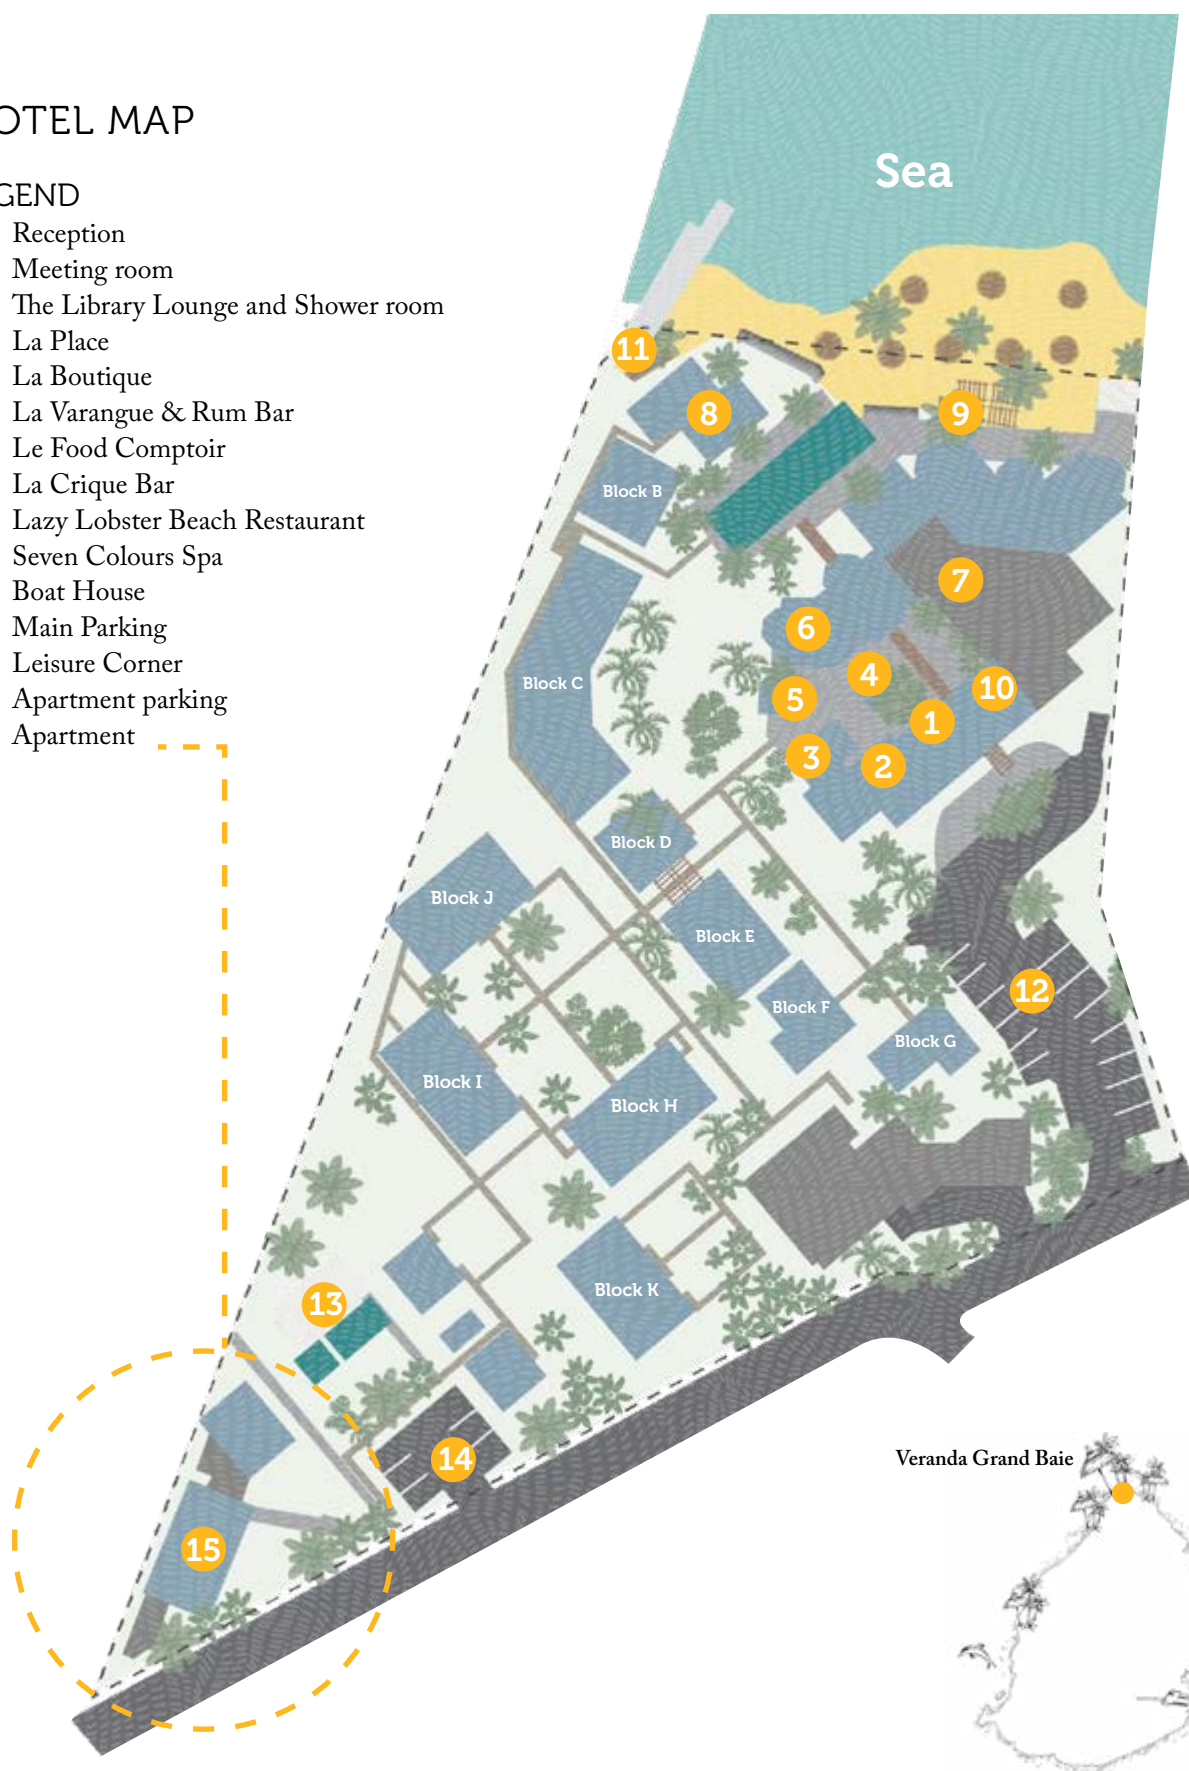 OTEL MAP
GEND
Reception
Meeting room
The Library Lounge and Shower room
La Place
La Boutique
La Varangue & Rum Bar
Le Food Comptoir
La Crique Bar
Lazy Lobster Beach Restaurant
Seven Colours Spa
Boat House
Main Parking
Leisure Corner
Apartment parking
Apartment
Sea
11
8
9
Block B
7
6
4
Block C
10
5
1
3
2
Block D
Block J
Block E
12
Block F
Block G
Block I
Block H
Block K
13
14
Veranda Grand Baie
15